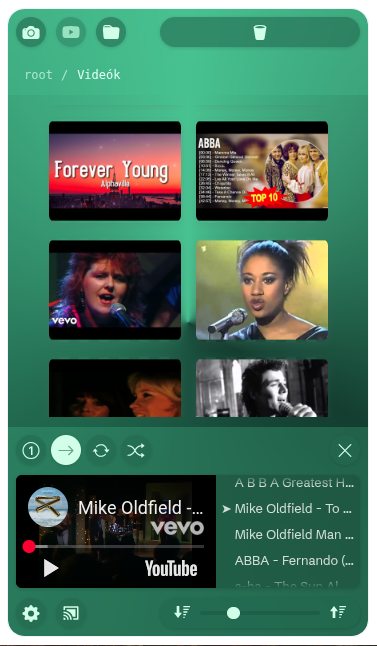 root / Videók
Forever Young
Alphaville
ABBA
TOP 10
vevo
1
A B B A Greatest H...
Mike Oldfield -...
vevo
YouTube
➤ Mike Oldfield - To ...
Mike Oldfield Man ...
ABBA - Fernando (...
a-ha - The Sun Al...